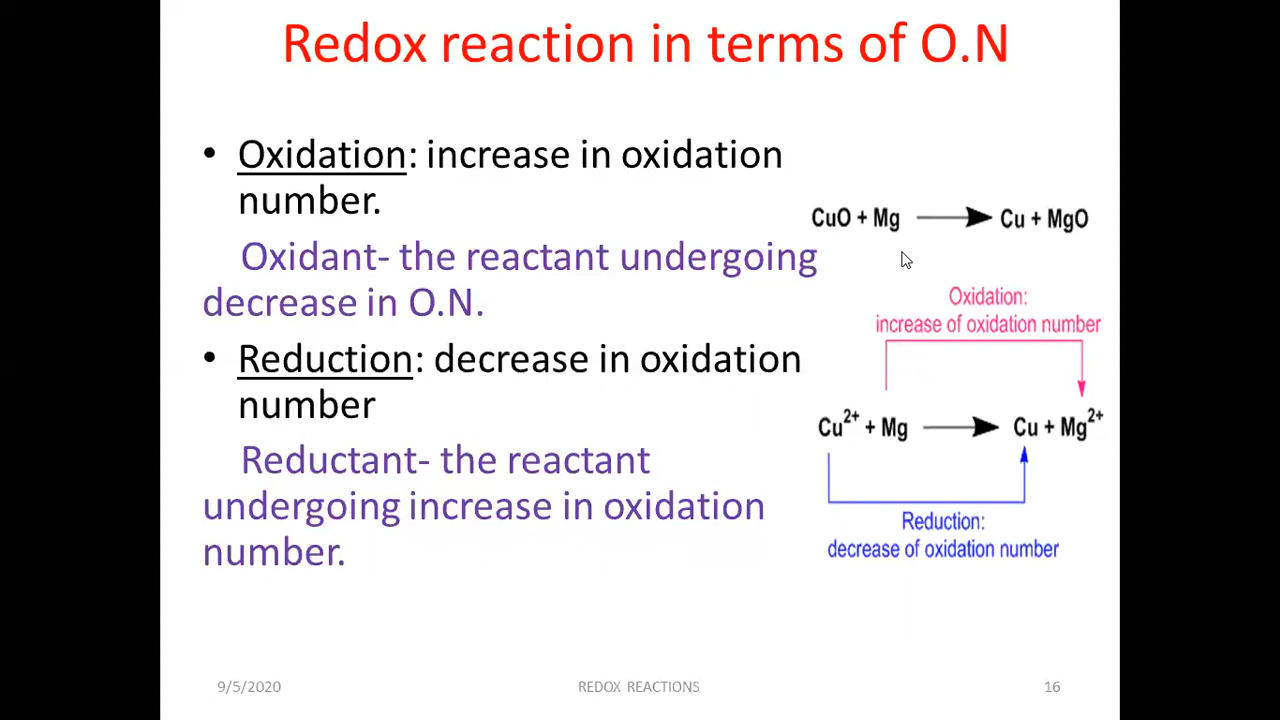 Redox reaction in terms of O.N
• Oxidation: increase in oxidation
number.
Oxidant- the reactant undergoing
decrease in O.N.
• Reduction: decrease in oxidation
number
Reductant- the reactant
undergoing increase in oxidation
number.
CuO + Mg → Cu + MgO
Oxidation:
increase of oxidation number
Cu²⁺ + Mg → Cu + Mg²⁺
Reduction:
decrease of oxidation number
9/5/2020
REDOX REACTIONS
16